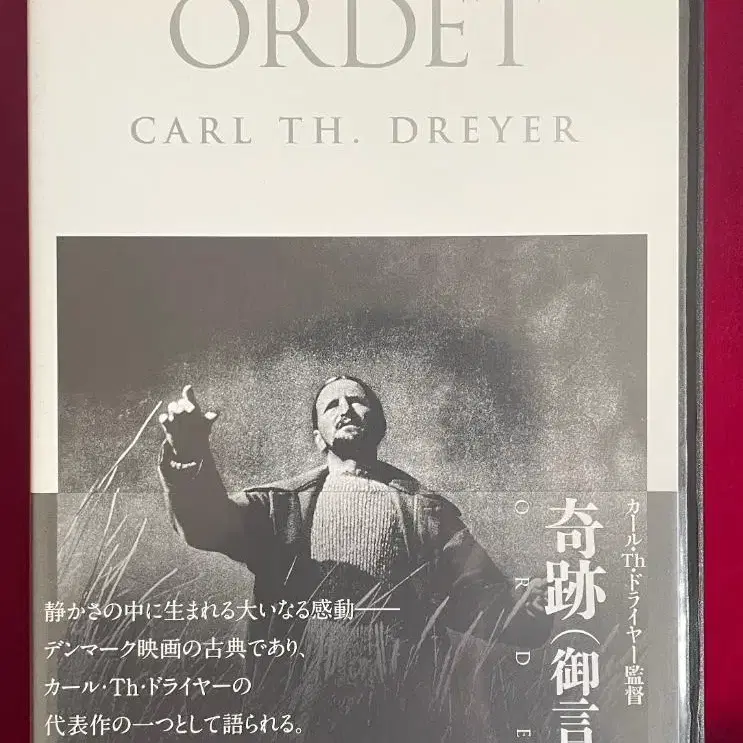 ORDET
CARL TH. DREYER
カール・Th・ドライヤー監督
奇跡（御言
ORDE
静かさの中に生まれる大いなる感動――
デンマーク映画の古典であり、
カール・Th・ドライヤーの
代表作の一つとして語られる。